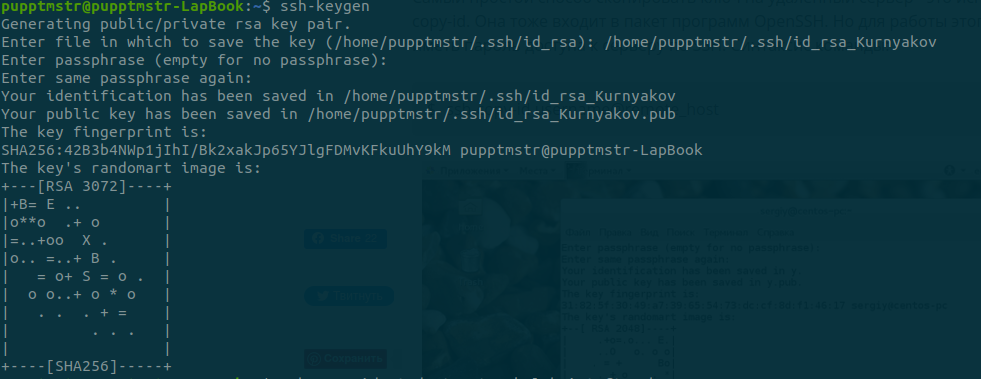 pupptmstr@pupptmstr-LapBook:~$ ssh-keygen
Generating public/private rsa key pair.
Enter file in which to save the key (/home/pupptmstr/.ssh/id_rsa): /home/pupptmstr/.ssh/id_rsa_Kurnyakov
Enter passphrase (empty for no passphrase):
Enter same passphrase again:
Your identification has been saved in /home/pupptmstr/.ssh/id_rsa_Kurnyakov
Your public key has been saved in /home/pupptmstr/.ssh/id_rsa_Kurnyakov.pub
The key fingerprint is:
SHA256:42B3b4NWp1jIhI/Bk2xakJp65YJlgFDMvKFkuUhY9kM pupptmstr@pupptmstr-LapBook
The key's randomart image is:
+---[RSA 3072]----+
|+B= E ..         |
|o**o  .+ o       |
|=..+oo  X .      |
|o.. =..+ B .     |
|   = o+ S = o .  |
|  o o..+ o * o   |
|   . .  . + =    |
|         . . .   |
|                 |
+----[SHA256]-----+